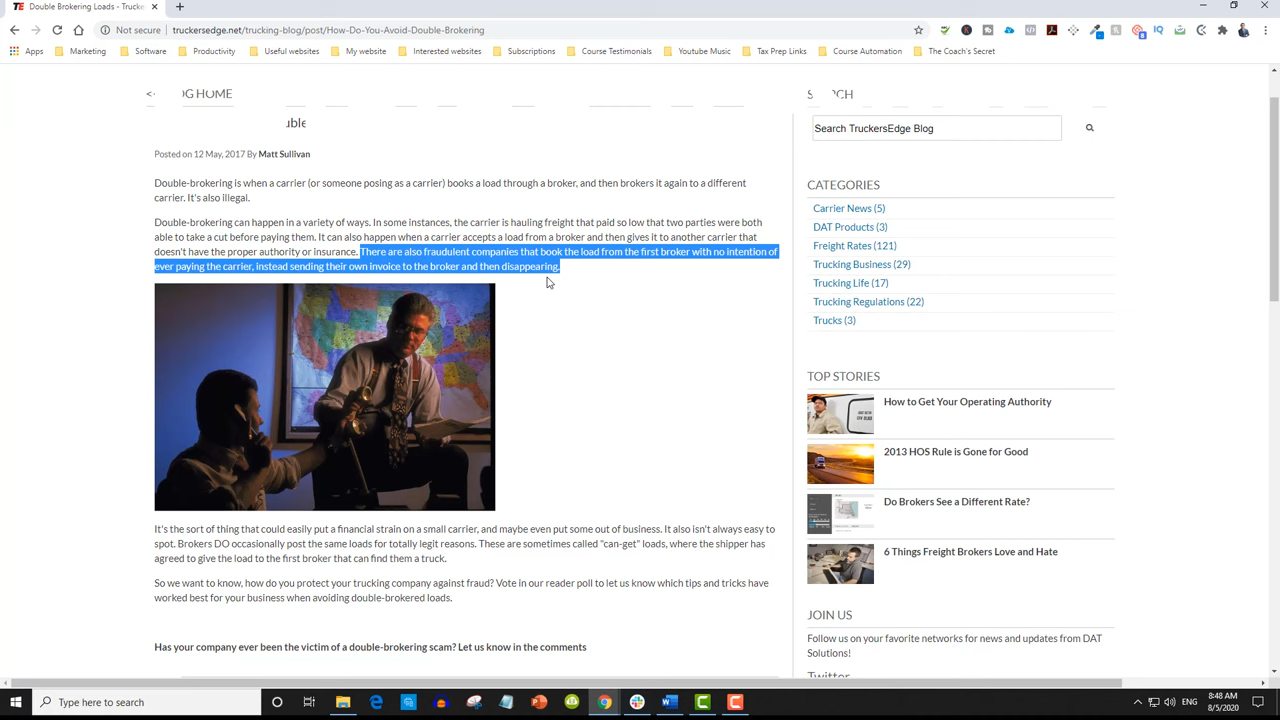 Double Brokering Loads - Trucke
Not secure truckersedge.net/trucking-blog/post/How-Do-You-Avoid-Double-Brokering
Apps Marketing Software Productivity Useful websites My website Interested websites Subscriptions Course Testimonials Youtube Music Tax Prep Links Course Automation The Coach's Secret
HOME
Posted on 12 May, 2017 By Matt Sullivan
Double-brokering is when a carrier (or someone posing as a carrier) books a load through a broker, and then brokers it again to a different
carrier. It's also illegal.
Double-brokering can happen in a variety of ways. In some instances, the carrier is hauling freight that paid so low that two parties were both
able to take a cut before paying them. It can also happen when a carrier accepts a load from a broker and then gives it to another carrier that
doesn't have the proper authority or insurance. There are also fraudulent companies that book the load from the first broker with no intention of
ever paying the carrier, instead sending their own invoice to the broker and then disappearing.
It's the sort of thing that could easily put a financial strain on a small carrier, and maybe even put some out of business. It also isn't always easy to
spot. Brokers DO occasionally post the same loads for totally legit reasons. These are sometimes called "can-get" loads, where the shipper has
agreed to give the load to the first broker that can find them a truck.
So we want to know, how do you protect your trucking company against fraud? Vote in our reader poll to let us know which tips and tricks have
worked best for your business when avoiding double-brokered loads.
Has your company ever been the victim of a double-brokering scam? Let us know in the comments
Search TruckersEdge Blog
CATEGORIES
Carrier News (5)
DAT Products (3)
Freight Rates (121)
Trucking Business (29)
Trucking Life (17)
Trucking Regulations (22)
Trucks (3)
TOP STORIES
How to Get Your Operating Authority
2013 HOS Rule is Gone for Good
Do Brokers See a Different Rate?
6 Things Freight Brokers Love and Hate
JOIN US
Follow us on your favorite networks for news and updates from DAT
Solutions!
Twitter
Type here to search
ENG
8:48 AM
8/5/2020